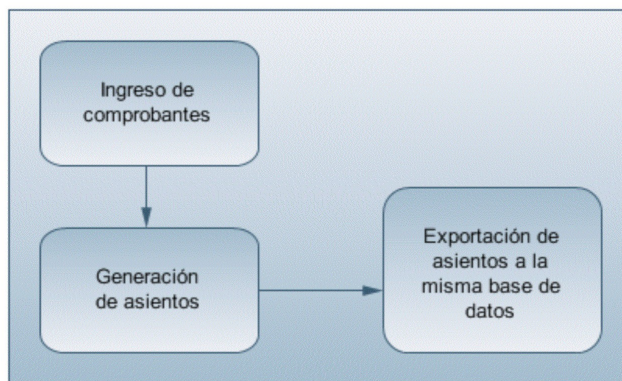 Ingreso de
comprobantes
Generación
de asientos
Exportación de
asientos a la
misma base de
datos